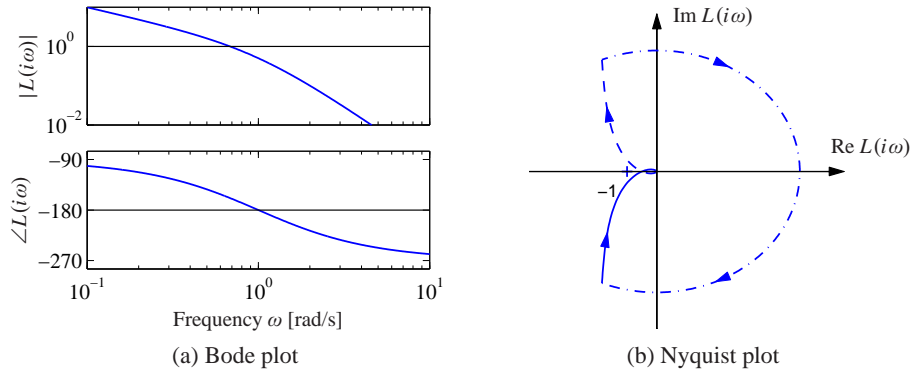 |L(iω)|
10^0
10^-2
∠L(iω)
−90
−180
−270
10^-1
10^0
10^1
Frequency ω [rad/s]
(a) Bode plot
Im L(iω)
Re L(iω)
−1
(b) Nyquist plot